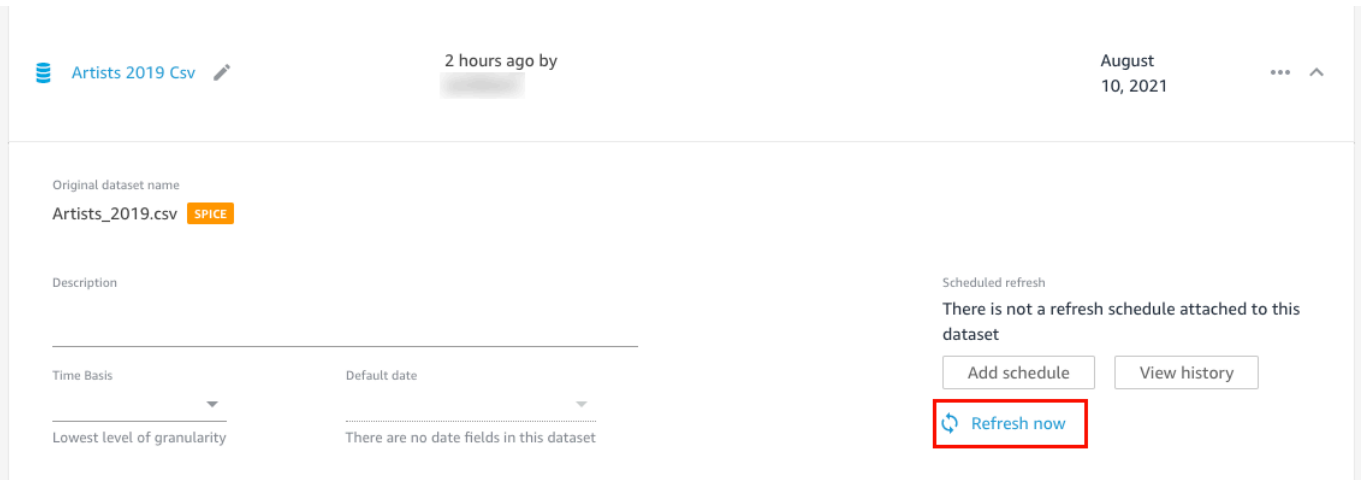 Artists 2019 Csv
2 hours ago by
August
10, 2021
Original dataset name
Artists_2019.csv SPICE
Description
Scheduled refresh
There is not a refresh schedule attached to this
dataset
Add schedule
View history
Time Basis
Default date
Lowest level of granularity
There are no date fields in this dataset
Refresh now